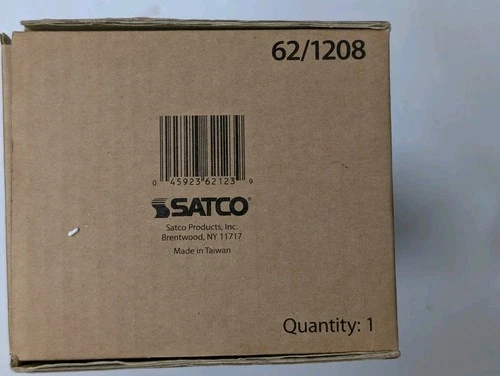 62/1208
0 45923 62123 9
SATCO®
Satco Products, Inc.
Brentwood, NY 11717
Made in Taiwan
Quantity: 1